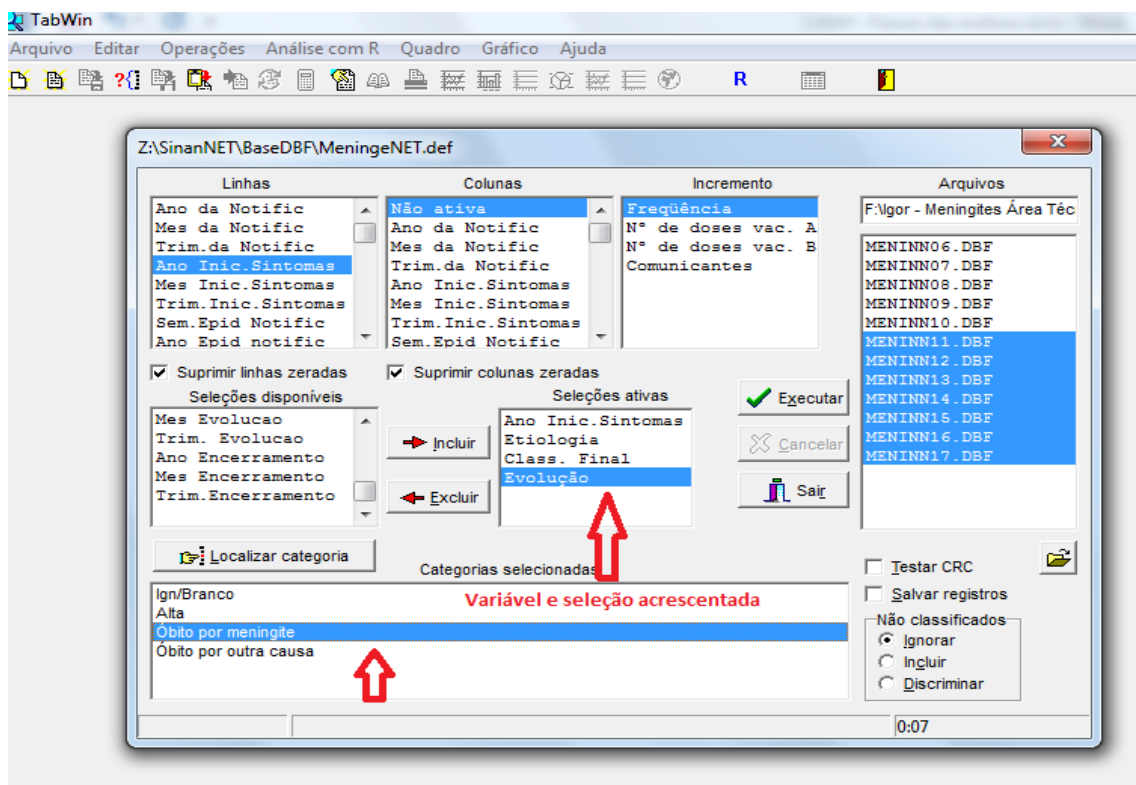 TabWin
Arquivo Editar Operações Análise com R Quadro Gráfico Ajuda
?{] R
Z:\SinanNET\BaseDBF\MeningeNET.def
Linhas
Ano da Notific
Mes da Notific
Trim.da Notific
Ano Inic.Sintomas
Mes Inic.Sintomas
Trim.Inic.Sintomas
Sem.Epid Notific
Ano Epid notific
Suprimir linhas zeradas
Colunas
Não ativa
Ano da Notific
Mes da Notific
Trim.da Notific
Ano Inic.Sintomas
Mes Inic.Sintomas
Trim.Inic.Sintomas
Sem.Epid Notific
Suprimir colunas zeradas
Incremento
Freqüência
N° de doses vac. A
N° de doses vac. B
Comunicantes
Arquivos
F:\Igor - Meningites Área Téc
MENINN06.DBF
MENINN07.DBF
MENINN08.DBF
MENINN09.DBF
MENINN10.DBF
MENINN11.DBF
MENINN12.DBF
MENINN13.DBF
MENINN14.DBF
MENINN15.DBF
MENINN16.DBF
MENINN17.DBF
Seleções disponíveis
Mes Evolucao
Trim. Evolucao
Ano Encerramento
Mes Encerramento
Trim.Encerramento
Incluir
Excluir
Seleções ativas
Ano Inic.Sintomas
Etiologia
Class. Final
Evolução
Executar
Cancelar
Sair
Localizar categoria
Categorias selecionadas
Ign/Branco
Alta
Óbito por meningite
Óbito por outra causa
Variável e seleção acrescentada
Testar CRC
Salvar registros
Não classificados
Ignorar
Incluir
Discriminar
0:07